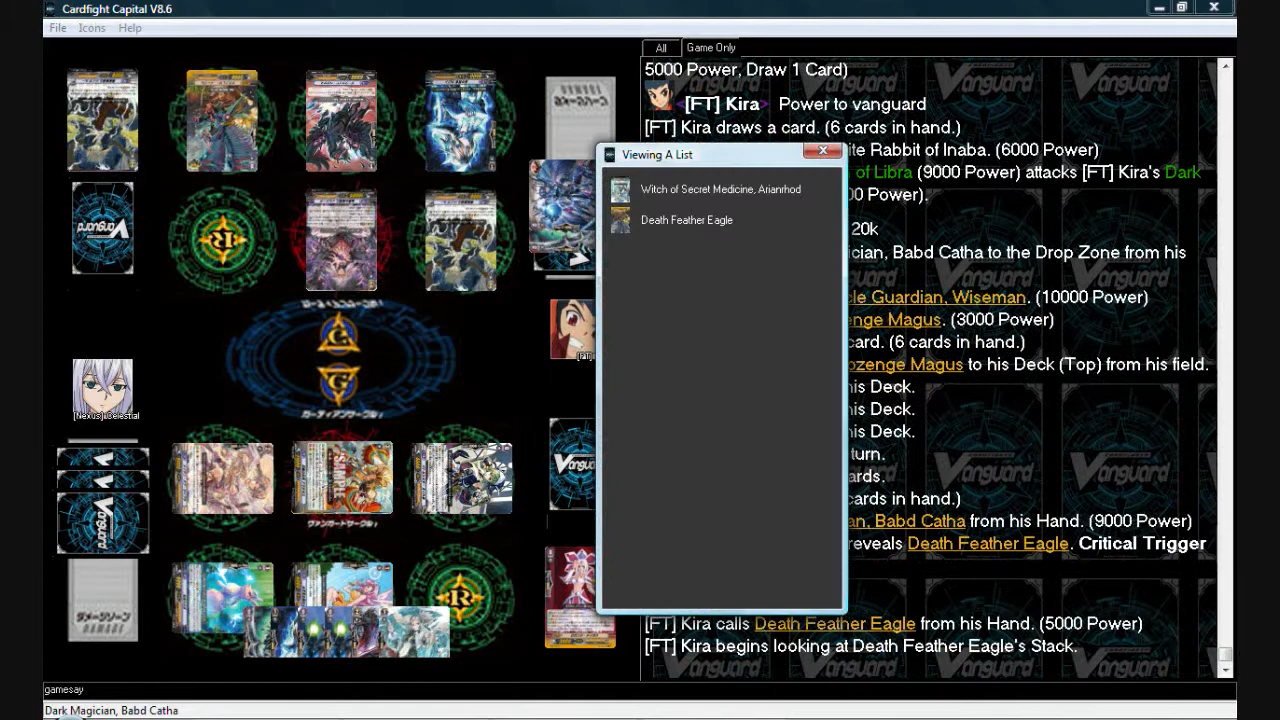 Cardfight Capital V8.6
File Icons Help
All Game Only
5000 Power, Draw 1 Card)
<[FT] Kira> Power to vanguard
[FT] Kira draws a card. (6 cards in hand.)
ite Rabbit of Inaba. (6000 Power)
of Libra (9000 Power) attacks [FT] Kira's Dark
00 Power).
20k
cian, Babd Catha to the Drop Zone from his
cle Guardian, Wiseman. (10000 Power)
enge Magus. (3000 Power)
card. (6 cards in hand.)
ozenge Magus to his Deck (Top) from his field.
his Deck.
his Deck.
his Deck.
turn.
ards.
cards in hand.)
an, Babd Catha from his Hand. (9000 Power)
reveals Death Feather Eagle. Critical Trigger
[FT] Kira calls Death Feather Eagle from his Hand. (5000 Power)
[FT] Kira begins looking at Death Feather Eagle's Stack.
Viewing A List
Witch of Secret Medicine, Arianrhod
Death Feather Eagle
[Nexus] Celestial
[FT]
Vanguard
SAMPLE
gamesay
Dark Magician, Babd Catha